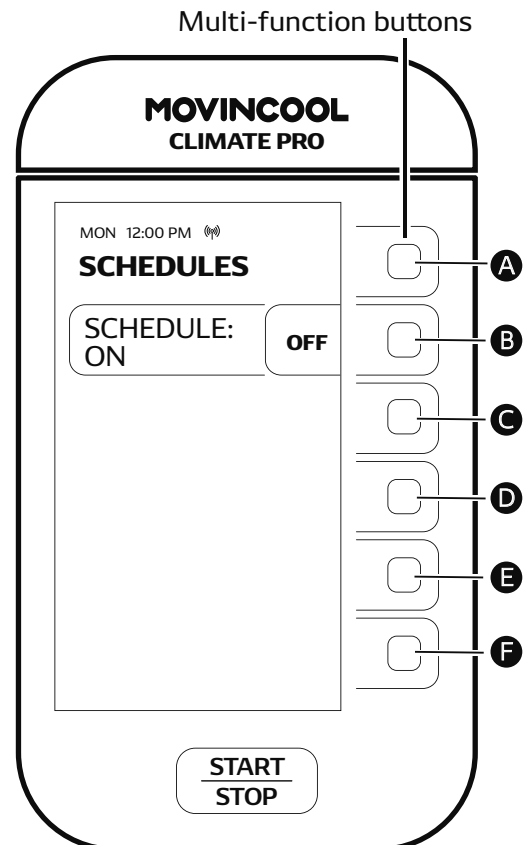 Multi-function buttons
MOVINCOOL
CLIMATE PRO
MON 12:00 PM
SCHEDULES
SCHEDULE:
ON
OFF
A
B
C
D
E
F
START
STOP